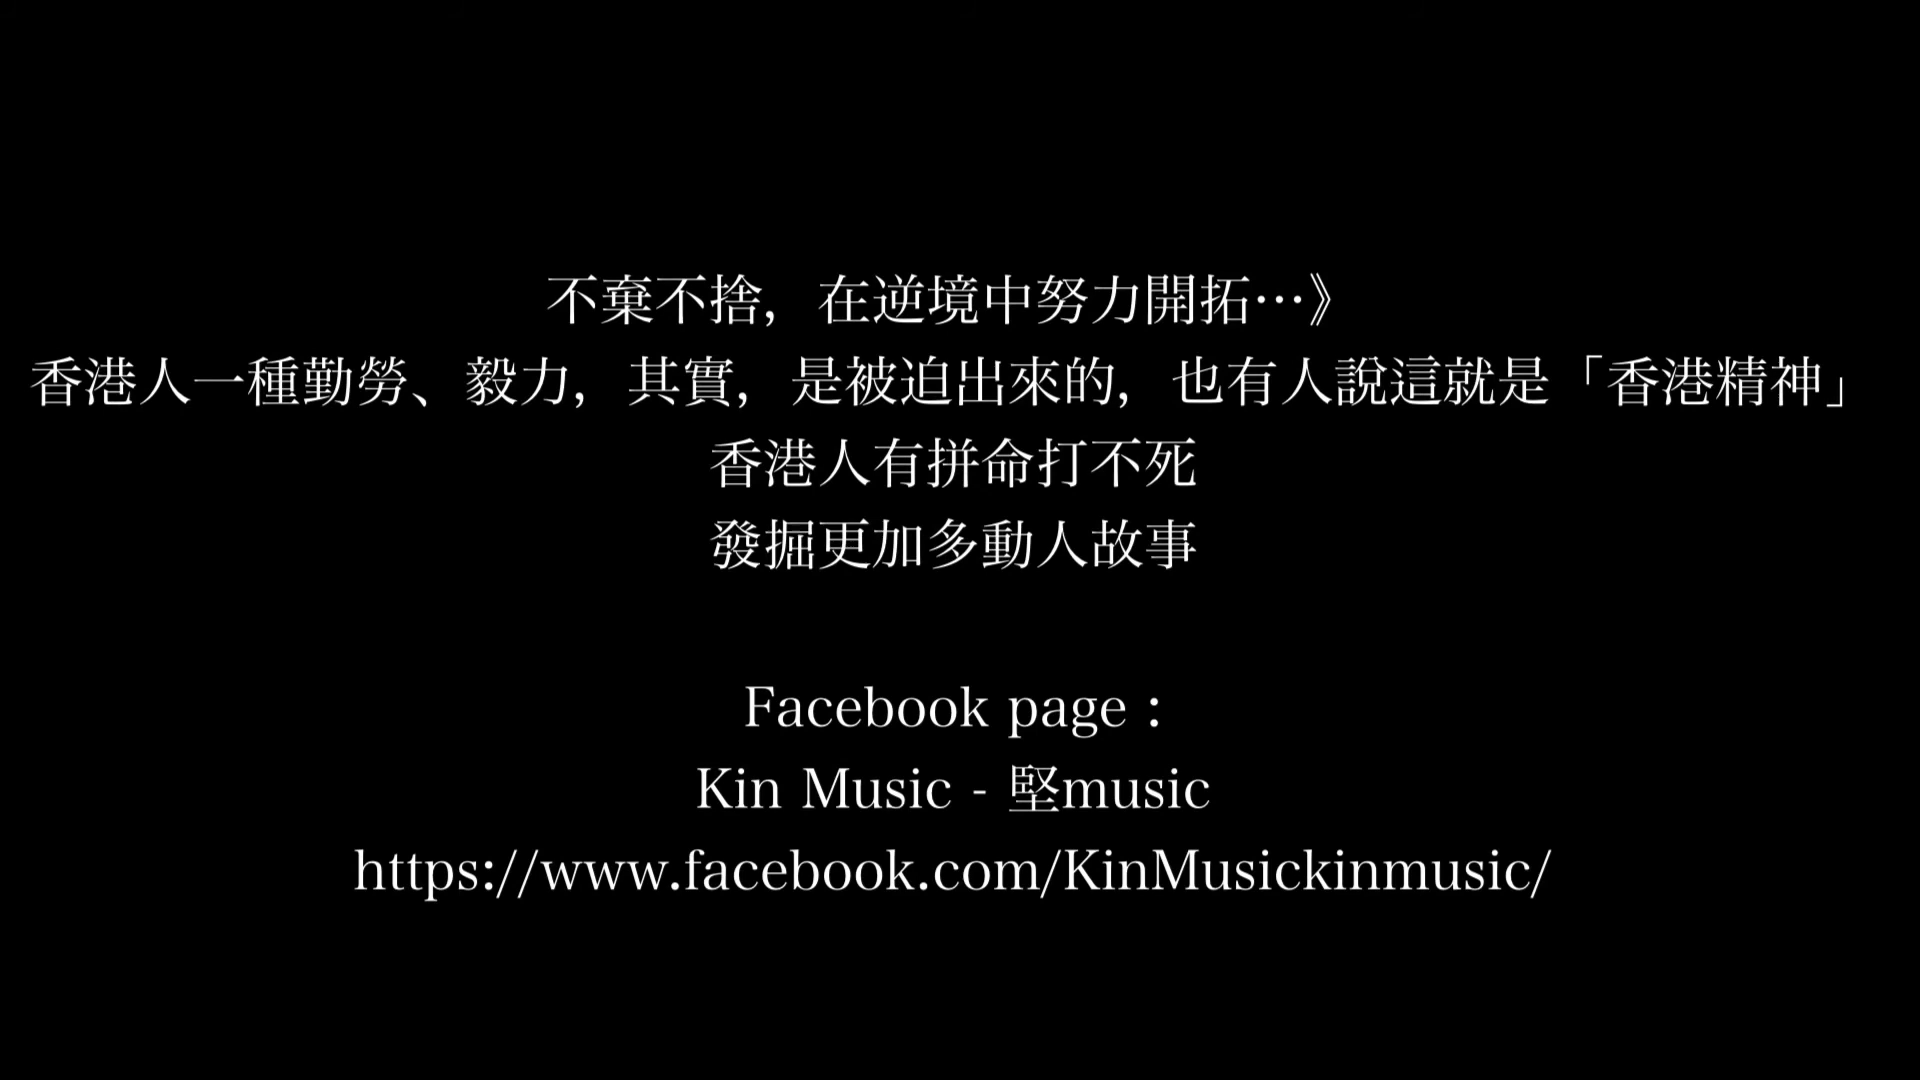 不棄不捨，在逆境中努力開拓…》
香港人一種勤勞、毅力，其實，是被迫出來的，也有人說這就是「香港精神」
香港人有拼命打不死
發掘更加多動人故事
Facebook page :
Kin Music - 堅music
https://www.facebook.com/KinMusickinmusic/